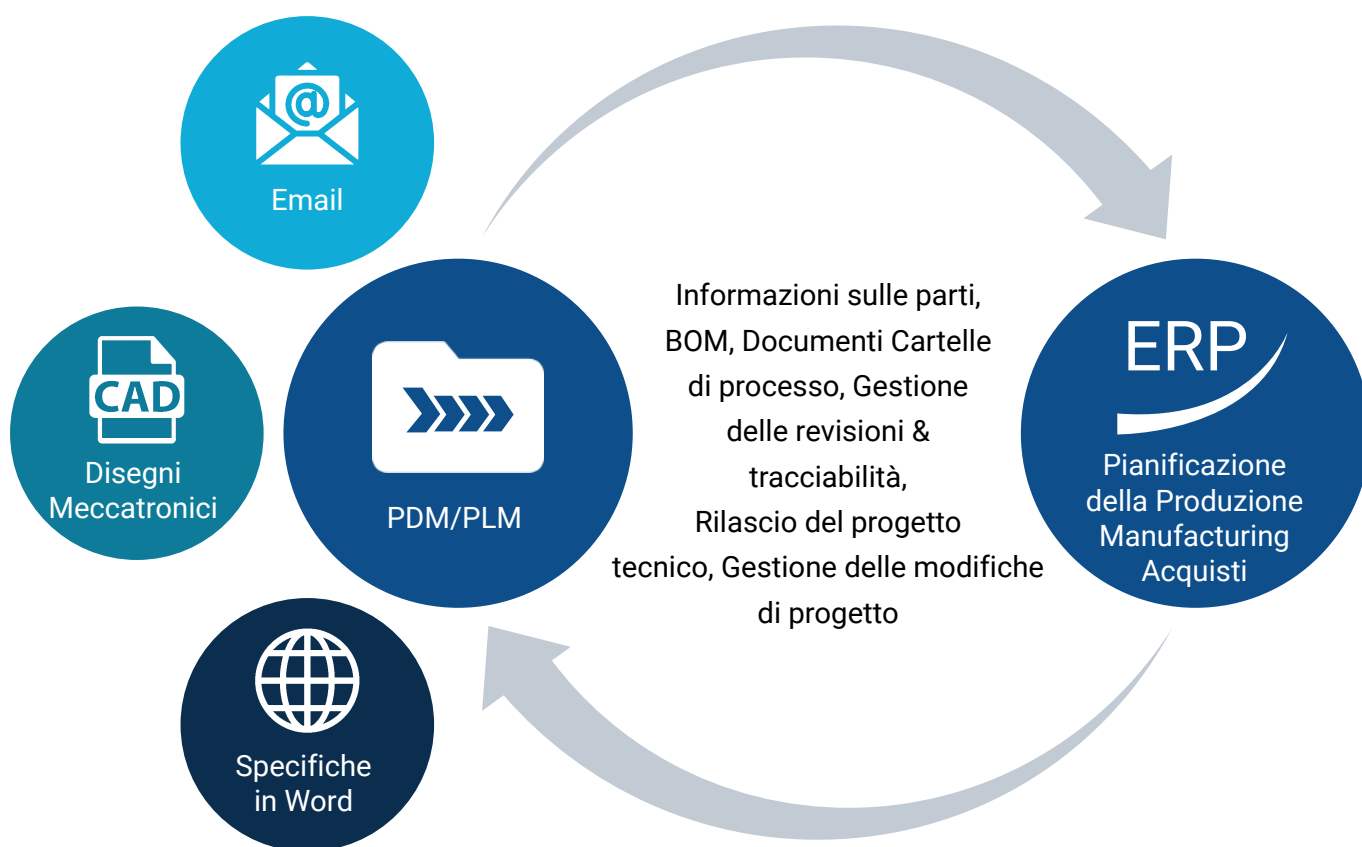 @
Email
CAD
Disegni
Meccatronici
PDM/PLM
Specifiche
in Word
Informazioni sulle parti,
BOM, Documenti Cartelle
di processo, Gestione
delle revisioni &
tracciabilità,
Rilascio del progetto
tecnico, Gestione delle modifiche
di progetto
ERP
Pianificazione
della Produzione
Manufacturing
Acquisti